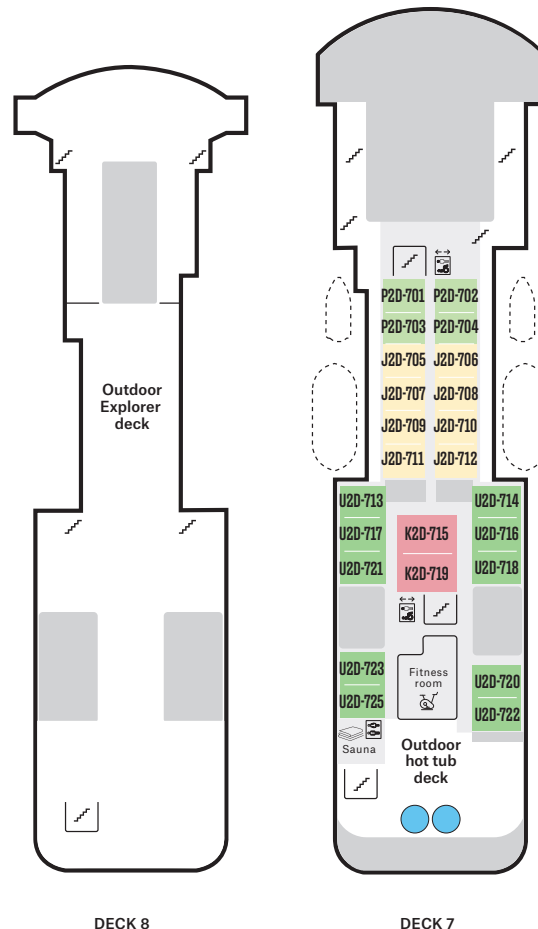 Outdoor
Explorer
deck
DECK 8
P2D-701 P2D-702
P2D-703 P2D-704
J2D-705 J2D-706
J2D-707 J2D-708
J2D-709 J2D-710
J2D-711 J2D-712
U2D-713 U2D-714
U2D-717 K2D-715 U2D-716
U2D-721 K2D-719 U2D-718
U2D-723 Fitness
room U2D-720
U2D-725 U2D-722
Sauna
Outdoor
hot tub
deck
DECK 7